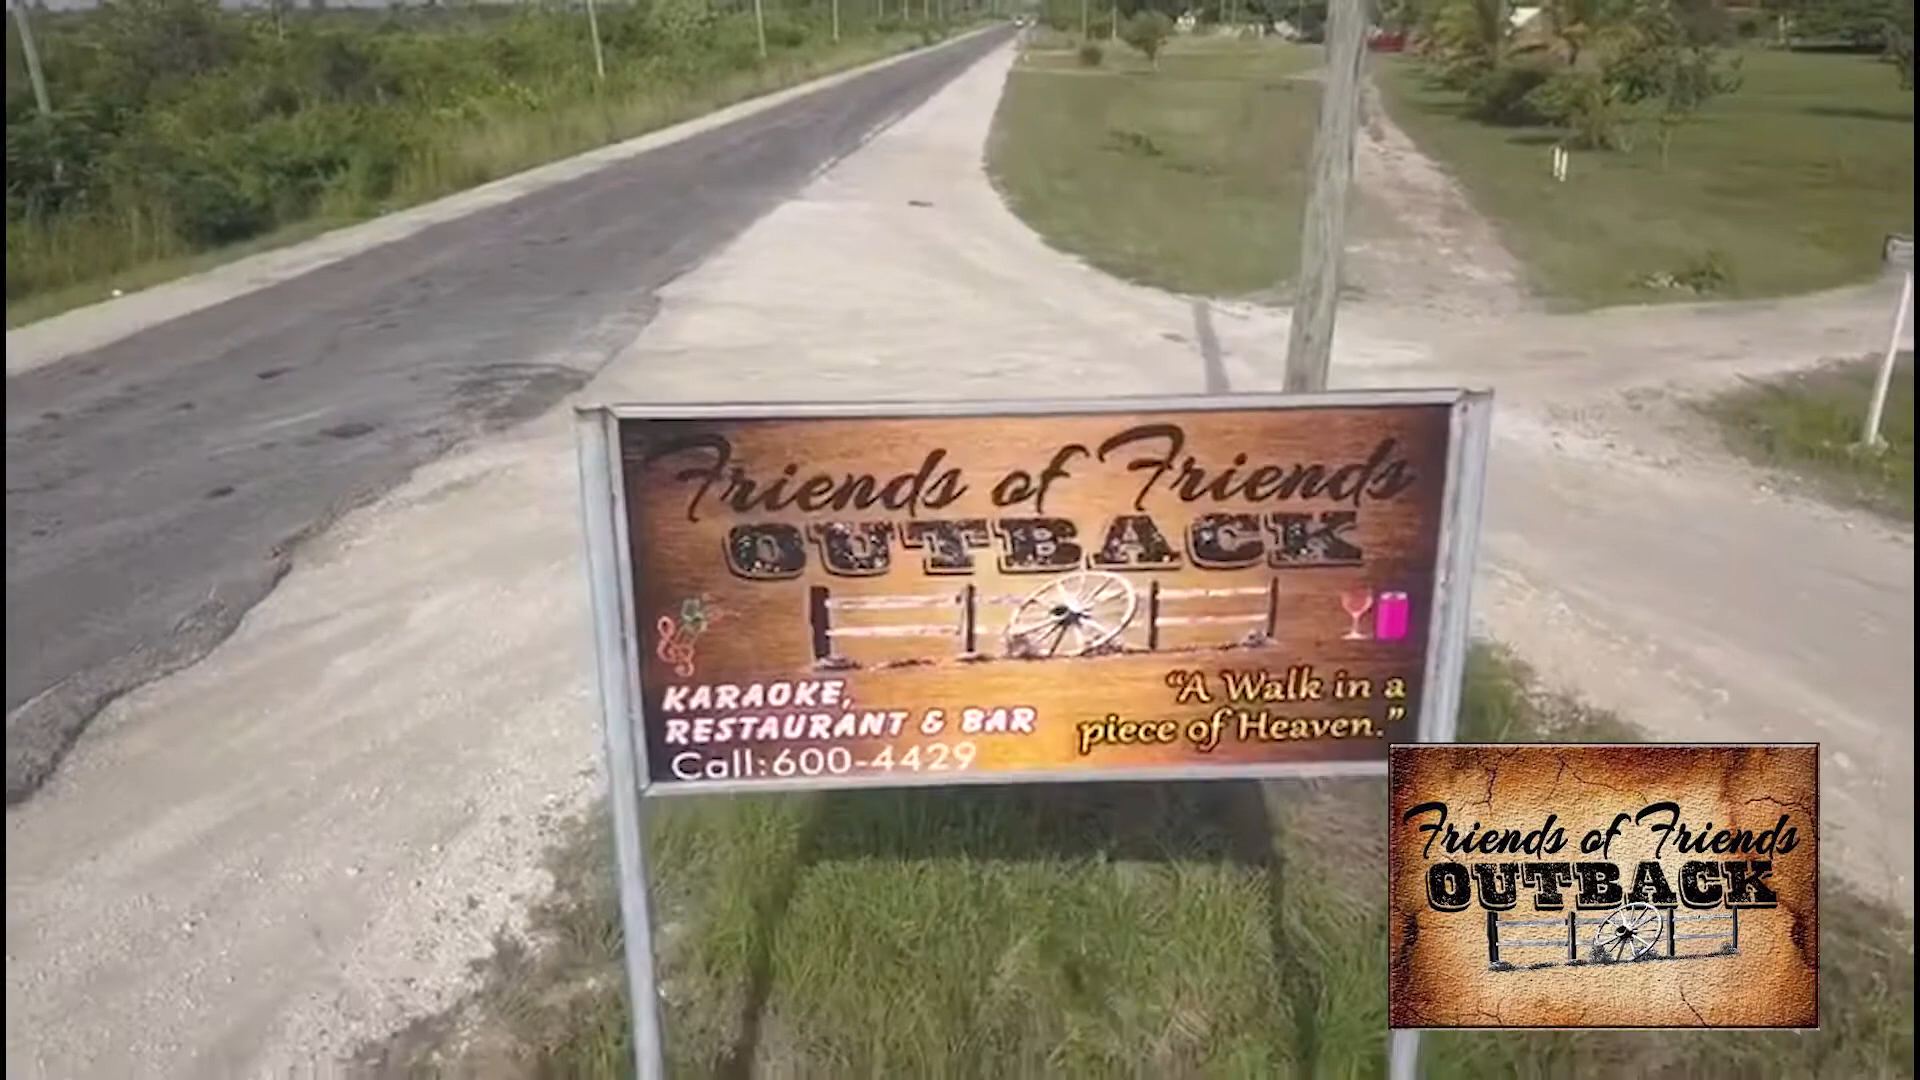 Friends of Friends
OUTBACK
KARAOKE,
RESTAURANT & BAR
Call:600-4429
"A Walk in a
piece of Heaven."
Friends of Friends
OUTBACK